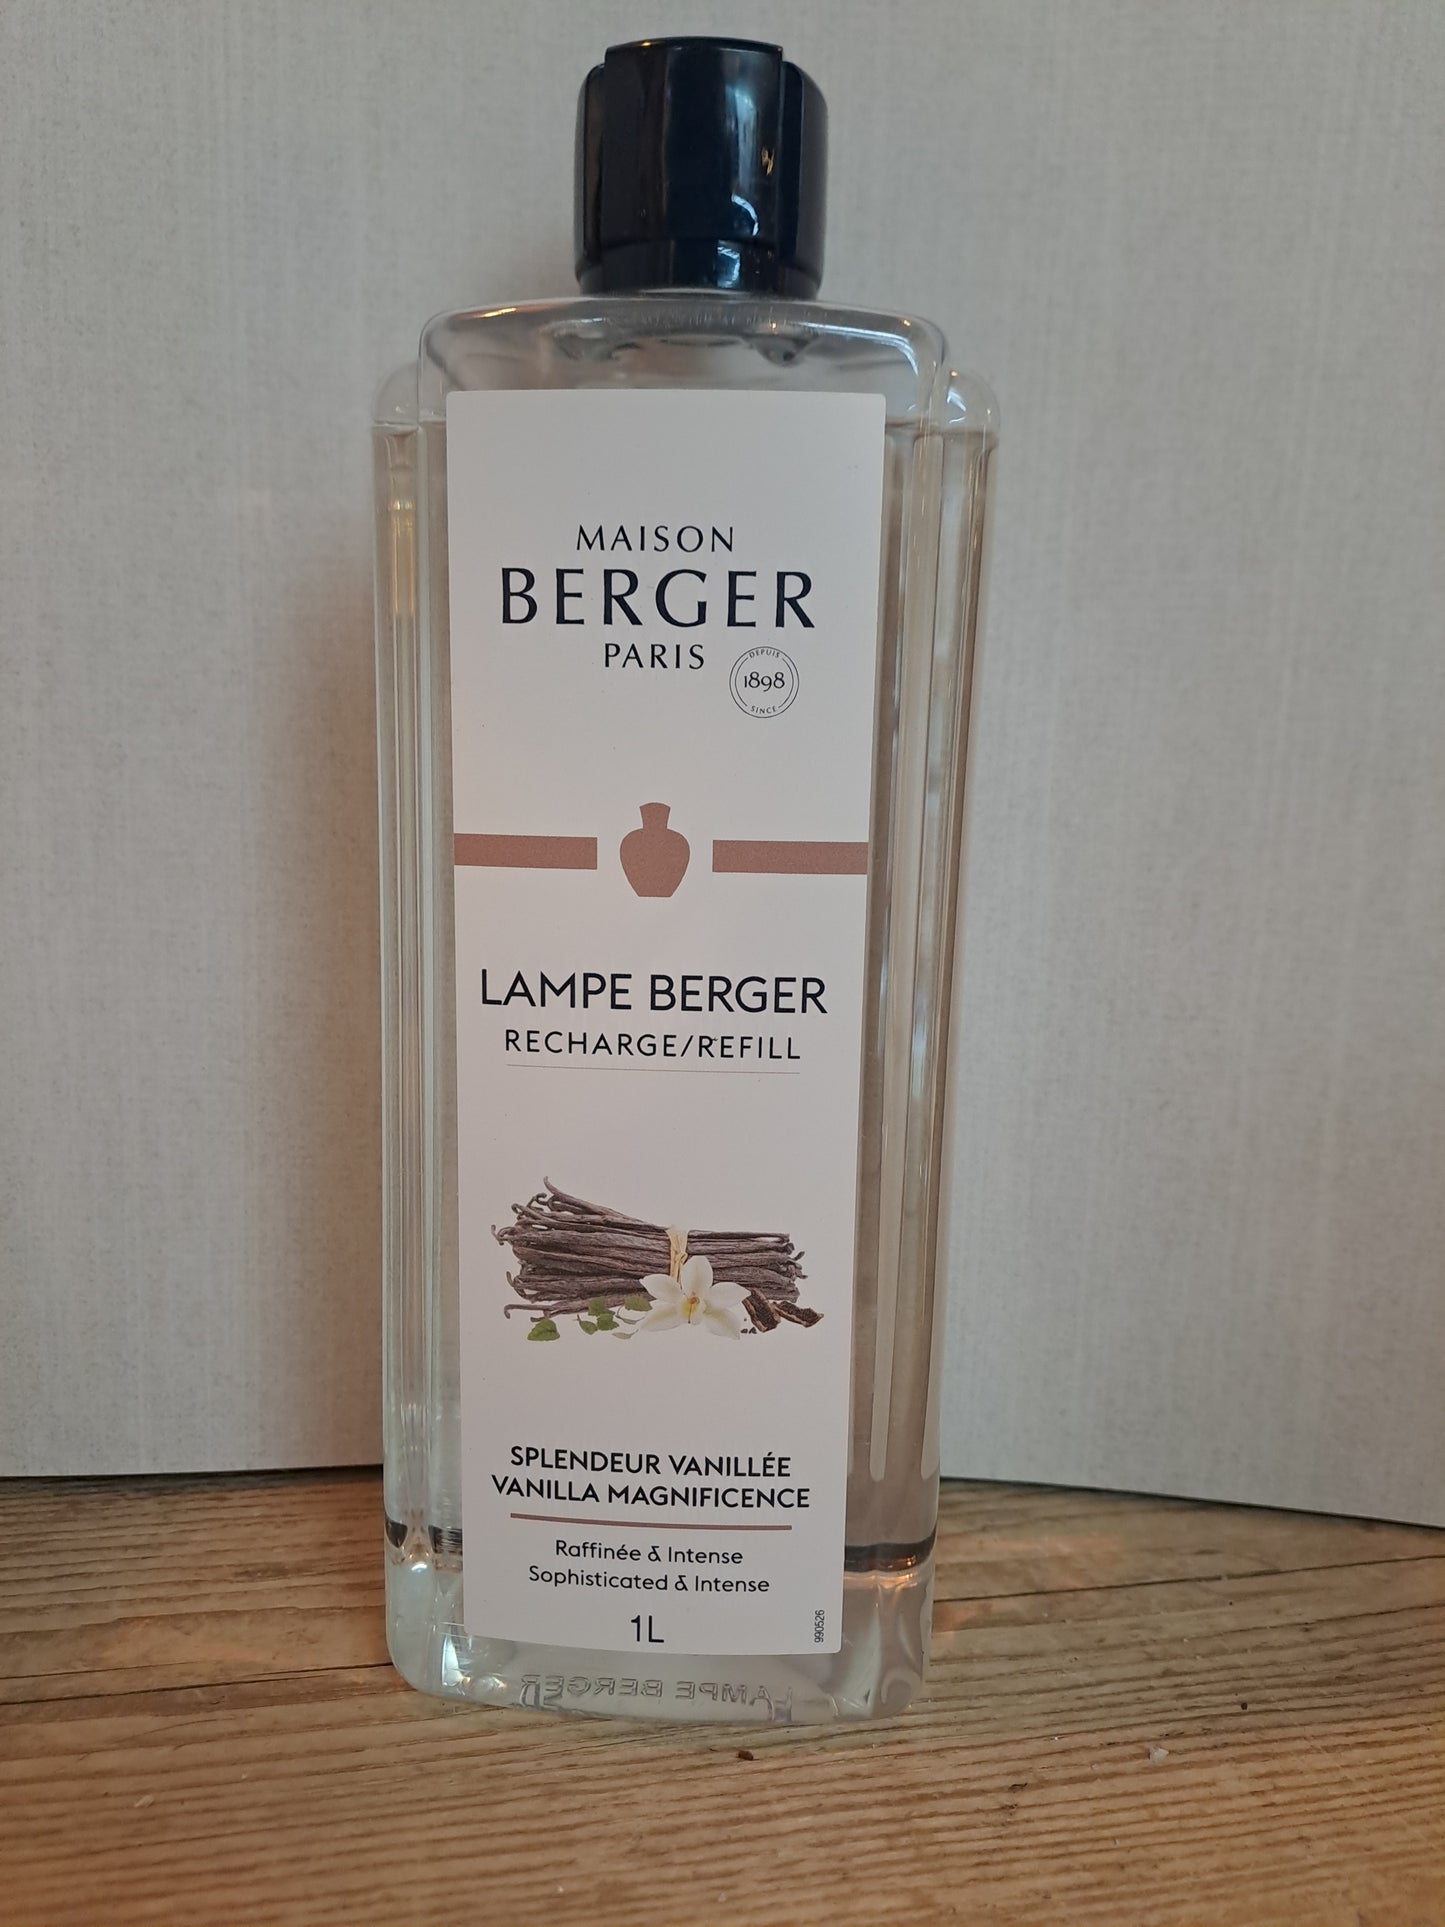 MAISON
BERGER
PARIS
DEPUIS
1898
SINCE
LAMPE BERGER
RECHARGE/REFILL
SPLENDEUR VANILLÉE
VANILLA MAGNIFICENCE
Raffinée & Intense
Sophisticated & Intense
1L
990526
LAMPE BERGER